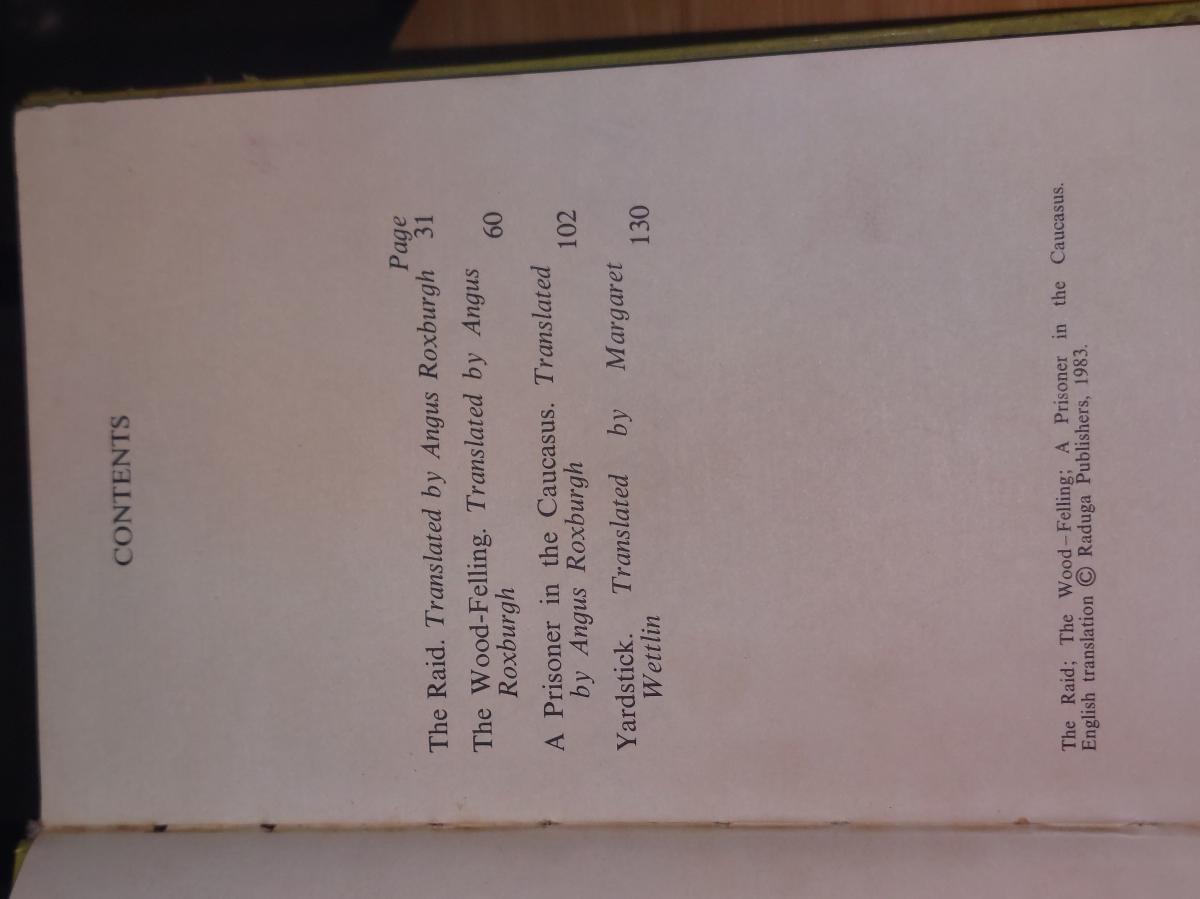 CONTENTS
Page
The Raid. Translated by Angus Roxburgh 31
The Wood-Felling. Translated by Angus
Roxburgh 60
A Prisoner in the Caucasus. Translated
by Angus Roxburgh 102
Yardstick. Translated by Margaret
Wettlin 130
The Raid; The Wood–Felling; A Prisoner in the Caucasus.
English translation © Raduga Publishers, 1983.